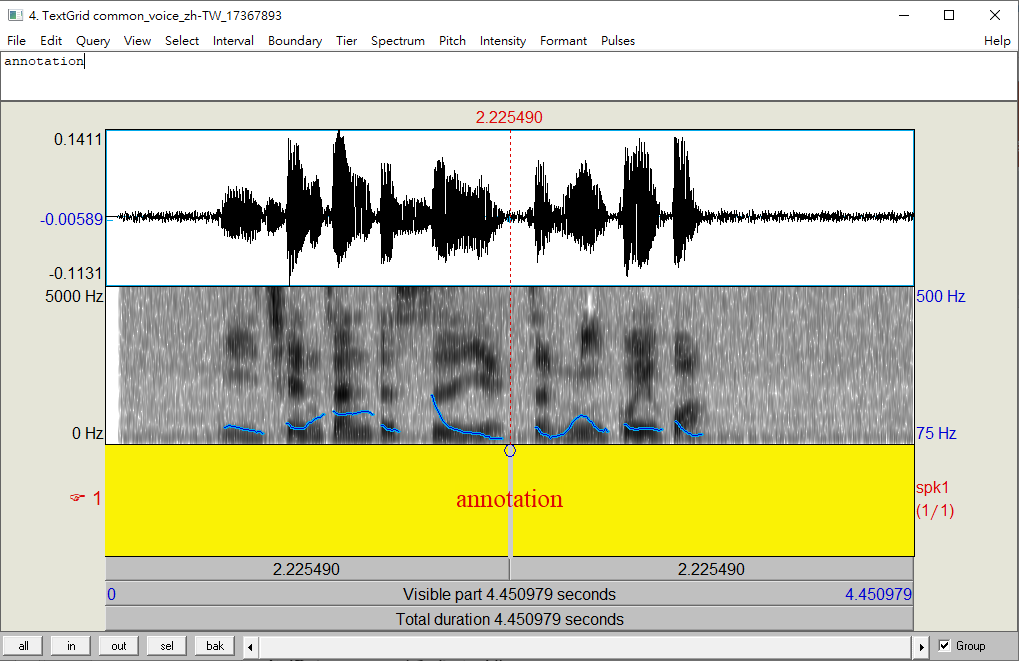 4. TextGrid common_voice_zh-TW_17367893
File Edit Query View Select Interval Boundary Tier Spectrum Pitch Intensity Formant Pulses Help
annotation
2.225490
0.1411
-0.00589
-0.1131
5000 Hz 500 Hz
0 Hz 75 Hz
☞ 1 annotation spk1
(1/1)
2.225490 2.225490
0 Visible part 4.450979 seconds 4.450979
Total duration 4.450979 seconds
all in out sel bak Group